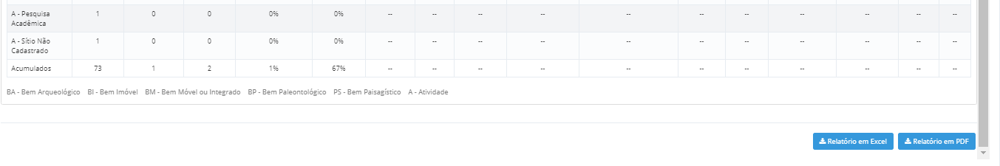 A - Pesquisa Acadêmica 1 0 0 0% 0% -- -- -- -- -- -- -- -- -- -- --
A - Sítio Não Cadastrado 1 0 0 0% 0% -- -- -- -- -- -- -- -- -- -- --
Acumulados 73 1 2 1% 67% -- -- -- -- -- -- -- -- -- -- --
BA - Bem Arqueológico BI - Bem Imóvel BM - Bem Móvel ou Integrado BP - Bem Paleontológico PS - Bem Paisagístico A - Atividade
Relatório em Excel Relatório em PDF